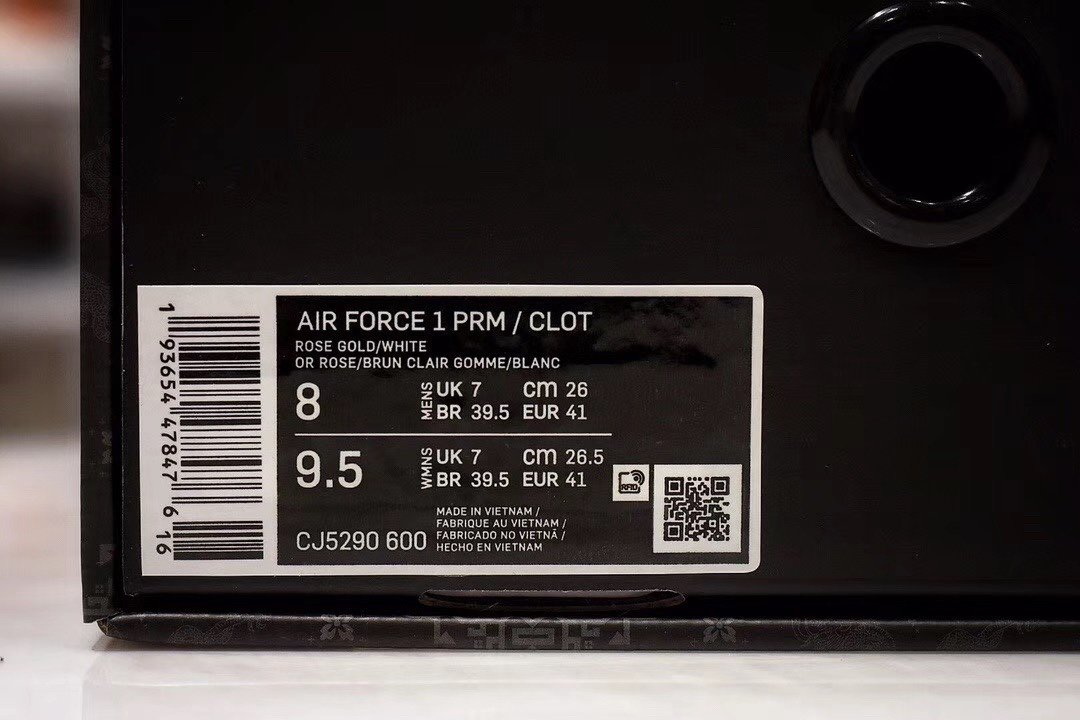 1 93654 47847 6 16
AIR FORCE 1 PRM / CLOT
ROSE GOLD/WHITE
OR ROSE/BRUN CLAIR GOMME/BLANC
8 MENS UK 7 cm 26
BR 39.5 EUR 41
9.5 WMNS UK 7 cm 26.5
BR 39.5 EUR 41
RFID
CJ5290 600
MADE IN VIETNAM /
FABRIQUE AU VIETNAM /
FABRICADO NO VIETNÃ /
HECHO EN VIETNAM